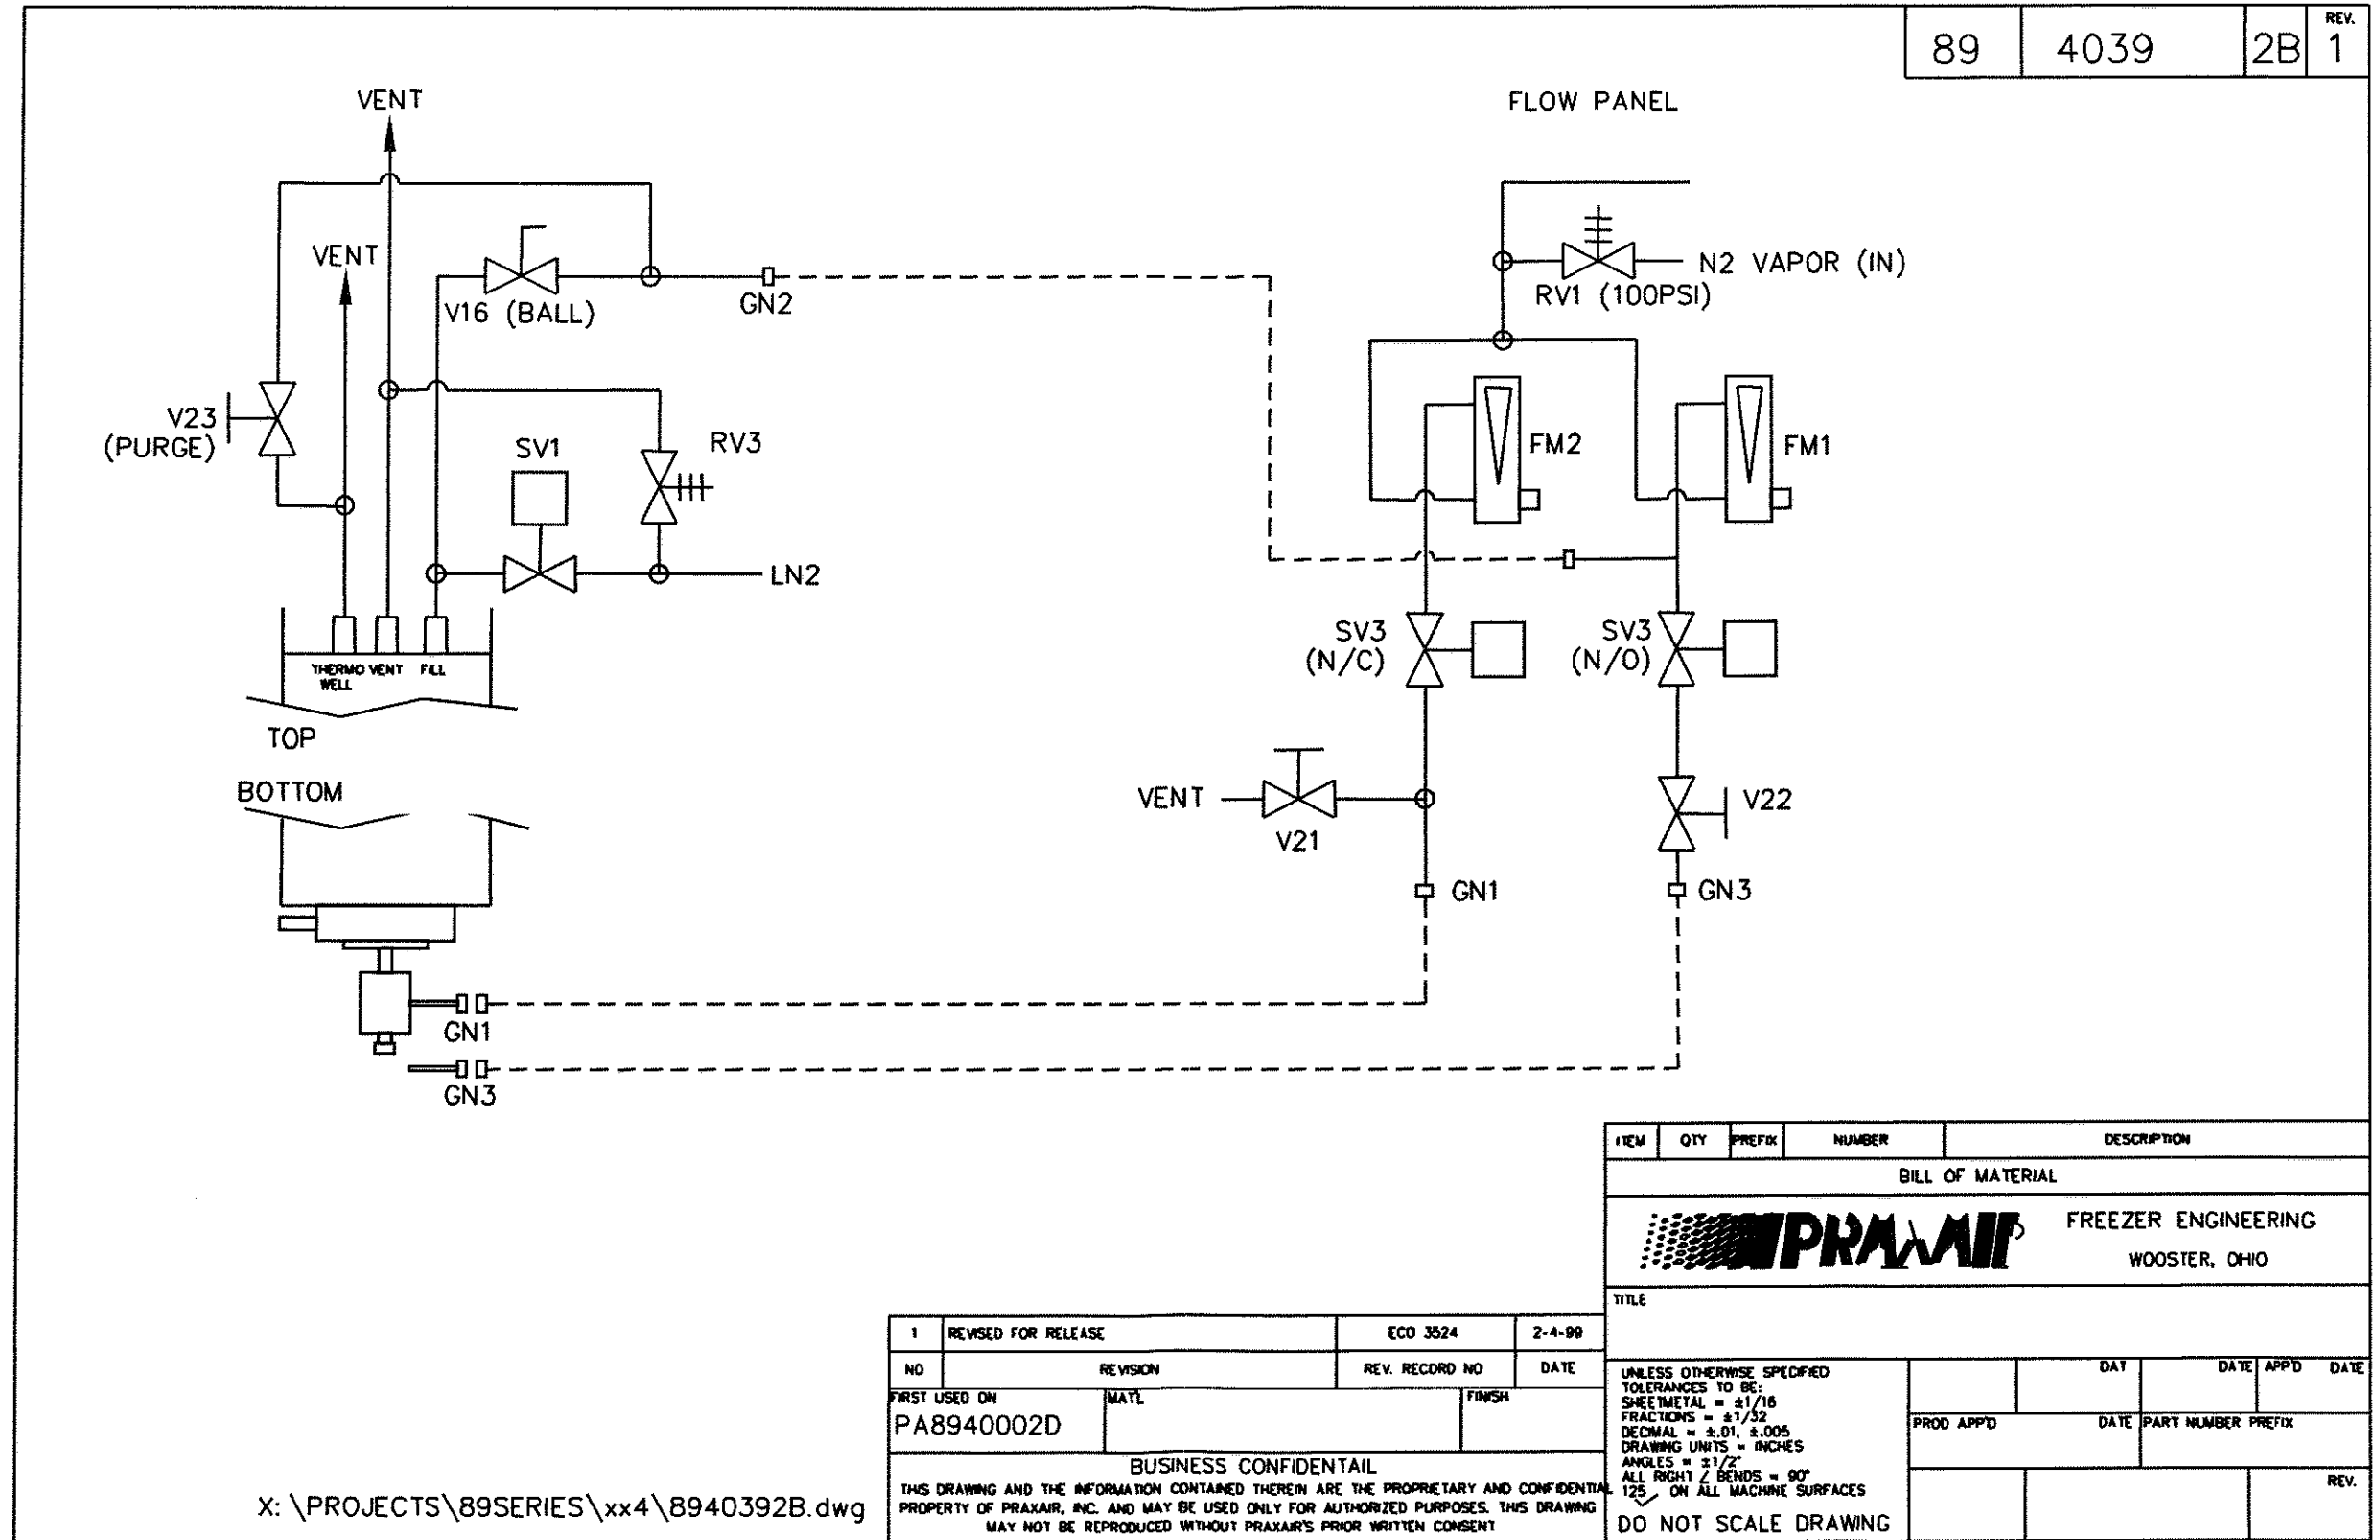 89 4039 2B REV. 1
VENT
FLOW PANEL
VENT
N2 VAPOR (IN)
RV1 (100PSI)
V16 (BALL)
GN2
V23
(PURGE)
SV1
RV3
FM2
FM1
LN2
SV3
(N/C)
SV3
(N/O)
THERMO VENT FILL
WELL
TOP
BOTTOM
VENT
V21
V22
GN1
GN3
GN1
GN3
ITEM QTY PREFIX NUMBER DESCRIPTION
BILL OF MATERIAL
PRAXAIR
FREEZER ENGINEERING
WOOSTER, OHIO
TITLE
1 REVISED FOR RELEASE ECO 3524 2-4-99
NO REVISION REV. RECORD NO DATE
FIRST USED ON MAT'L FINISH
PA8940002D
BUSINESS CONFIDENTAIL
THIS DRAWING AND THE INFORMATION CONTAINED THEREIN ARE THE PROPRIETARY AND CONFIDENTIAL
PROPERTY OF PRAXAIR, INC. AND MAY BE USED ONLY FOR AUTHORIZED PURPOSES. THIS DRAWING
MAY NOT BE REPRODUCED WITHOUT PRAXAIR'S PRIOR WRITTEN CONSENT
UNLESS OTHERWISE SPECIFIED
TOLERANCES TO BE:
SHEETMETAL = ±1/16
FRACTIONS = ±1/32
DECIMAL = ±.01, ±.005
DRAWING UNITS = INCHES
ANGLES = ±1/2°
ALL RIGHT ∠ BENDS = 90°
125 ON ALL MACHINE SURFACES
DO NOT SCALE DRAWING
DAT DATE APP'D DATE
PROD APP'D DATE PART NUMBER PREFIX
REV.
X: \PROJECTS\89SERIES\xx4\8940392B.dwg